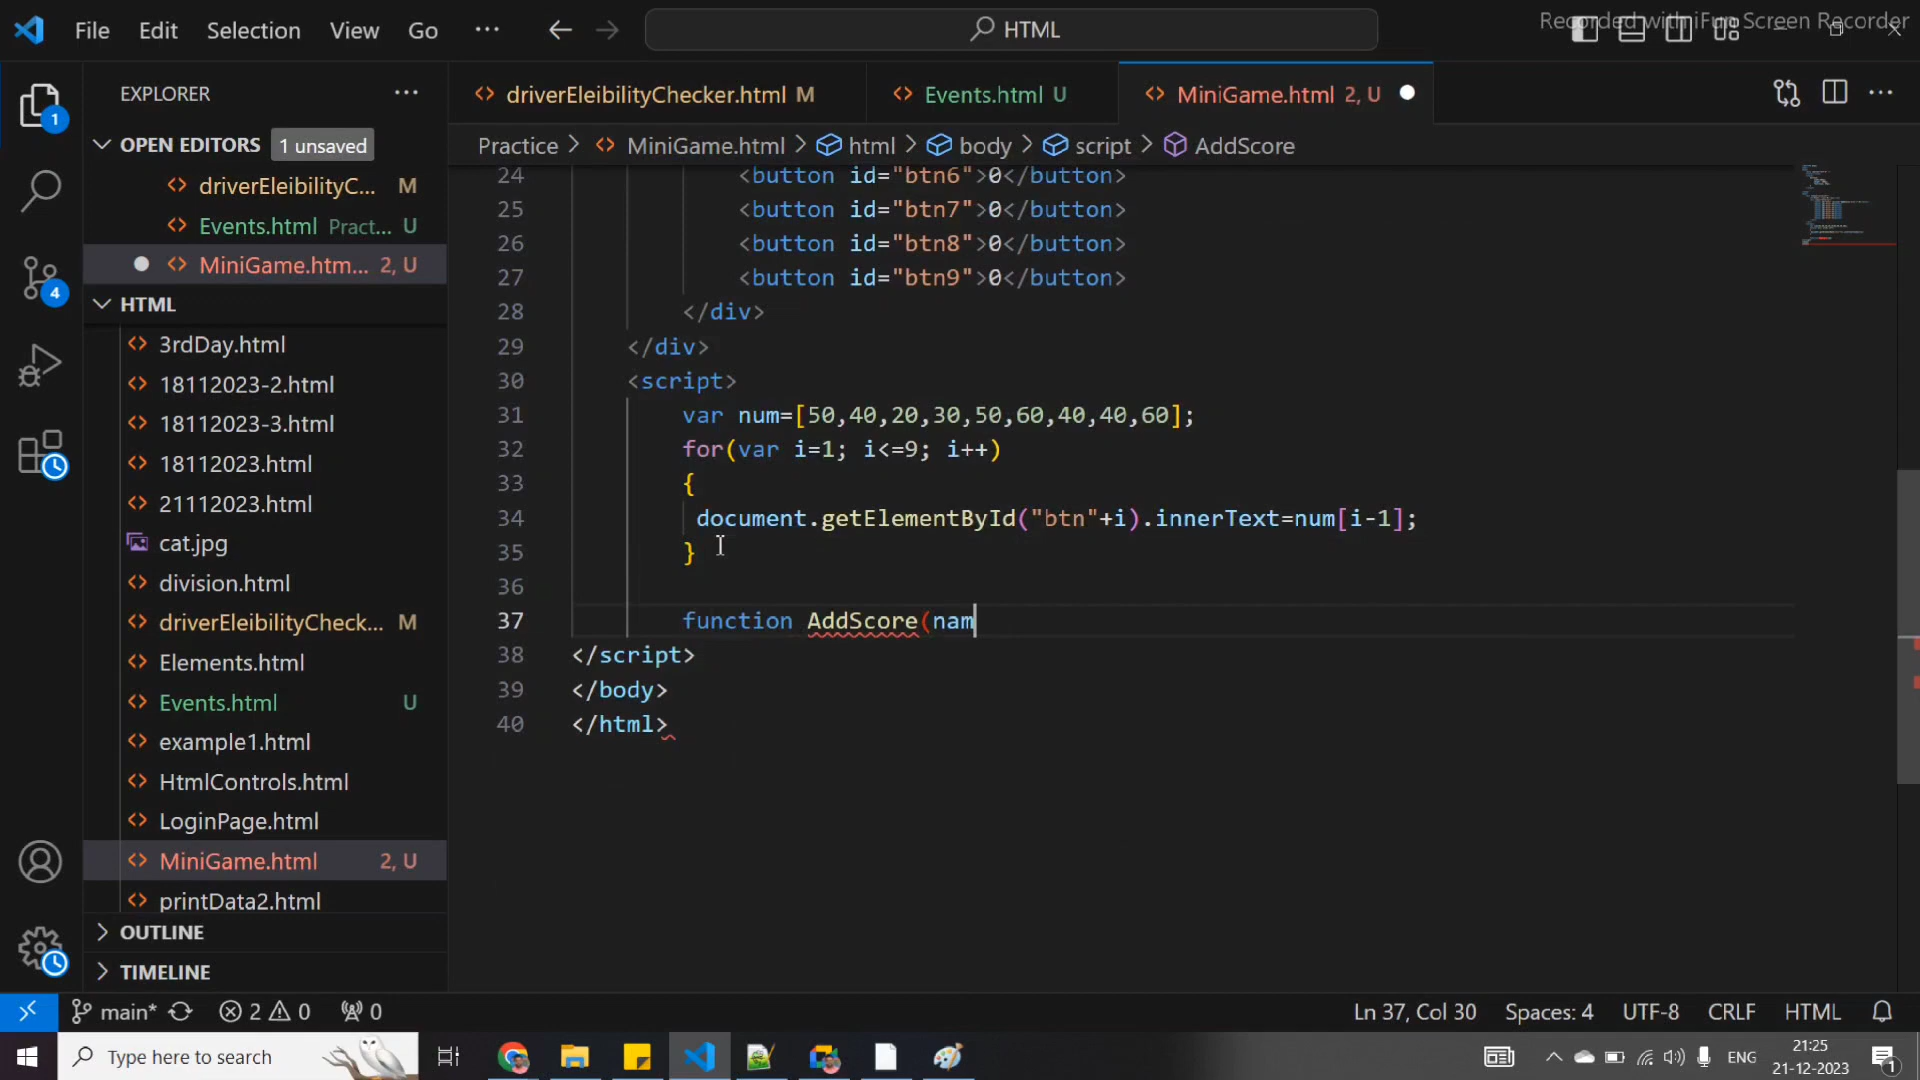 File Edit Selection View Go ··· HTML
Recorded with iFun Screen Recorder
EXPLORER ···
driverEleibilityChecker.html M
Events.html U
MiniGame.html 2, U
1
OPEN EDITORS 1 unsaved
Practice > MiniGame.html > html > body > script > AddScore
driverEleibilityC... M
Events.html Pract... U
MiniGame.htm... 2, U
4
HTML
3rdDay.html
18112023-2.html
18112023-3.html
18112023.html
21112023.html
cat.jpg
division.html
driverEleibilityCheck... M
Elements.html
Events.html U
example1.html
HtmlControls.html
LoginPage.html
MiniGame.html 2, U
printData2.html
OUTLINE
TIMELINE
24 <button id="btn6">0</button>
25 <button id="btn7">0</button>
26 <button id="btn8">0</button>
27 <button id="btn9">0</button>
28 </div>
29 </div>
30 <script>
31 var num=[50,40,20,30,50,60,40,40,60];
32 for(var i=1; i<=9; i++)
33 {
34 document.getElementById("btn"+i).innerText=num[i-1];
35 }
36
37 function AddScore(nam
38 </script>
39 </body>
40 </html>
main* 2 0 0
Ln 37, Col 30 Spaces: 4 UTF-8 CRLF HTML
Type here to search
ENG
21:25
21-12-2023
1